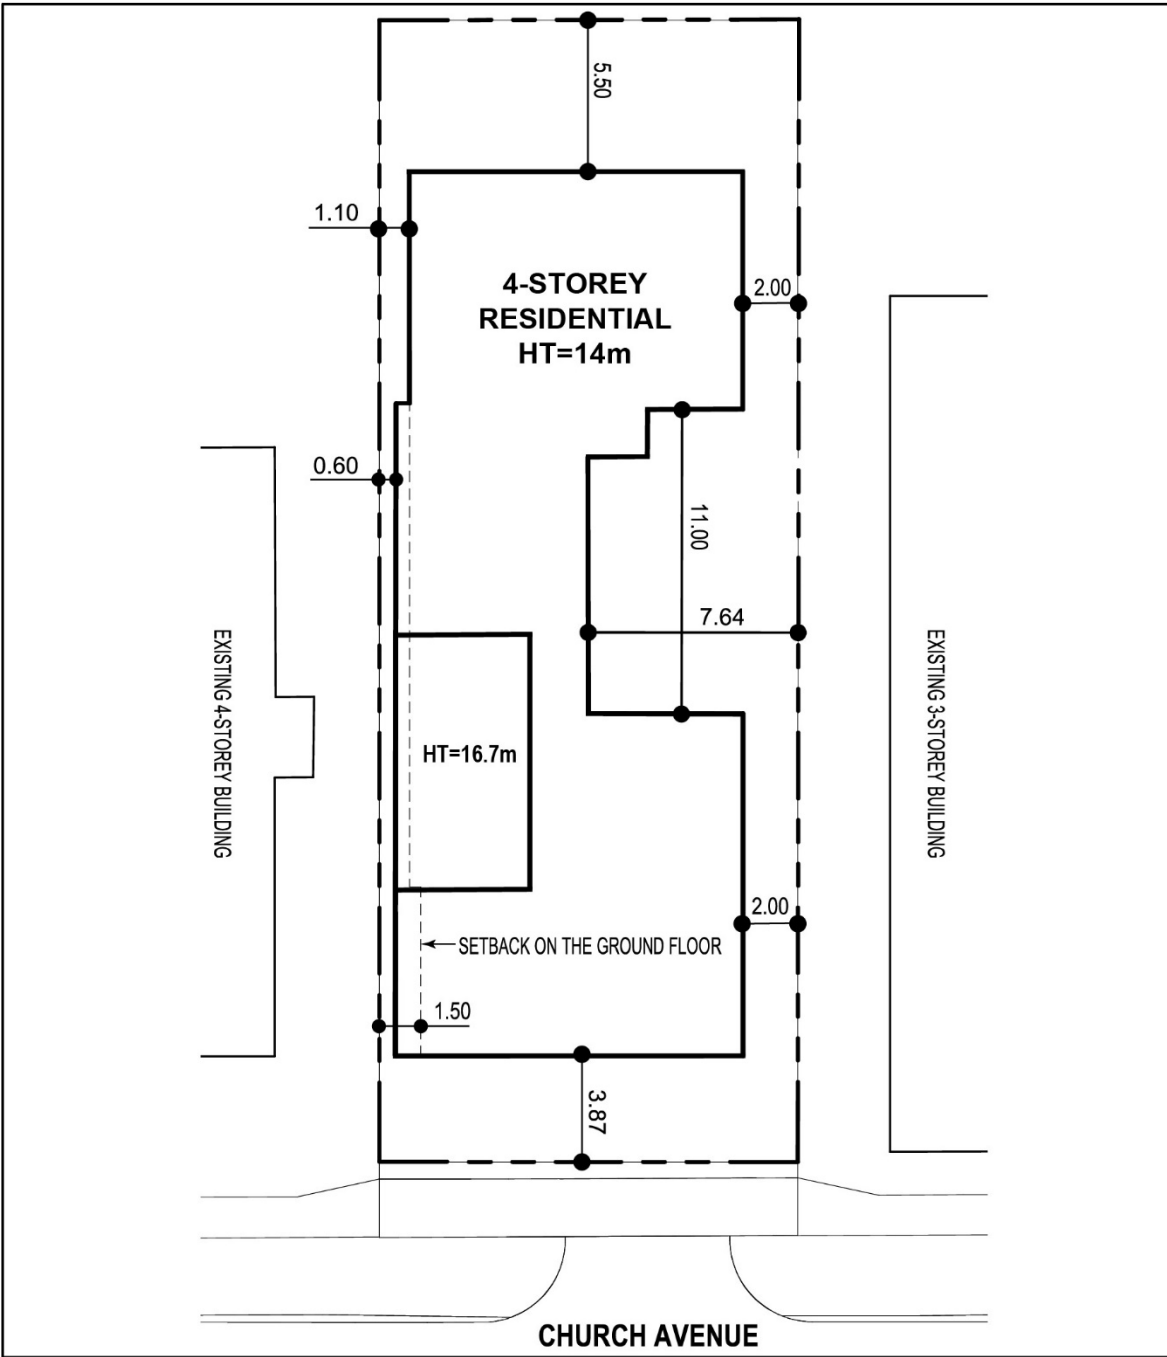 5.50
1.10
4-STOREY
RESIDENTIAL
HT=14m
2.00
0.60
11.00
7.64
EXISTING 4-STOREY BUILDING
EXISTING 3-STOREY BUILDING
HT=16.7m
2.00
SETBACK ON THE GROUND FLOOR
1.50
3.87
CHURCH AVENUE